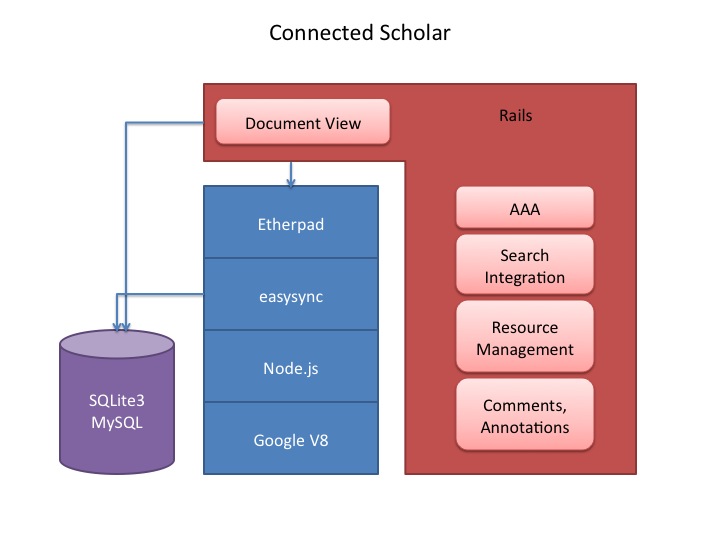 Connected Scholar
Document View
Rails
Etherpad
easysync
Node.js
Google V8
SQLite3
MySQL
AAA
Search
Integration
Resource
Management
Comments,
Annotations